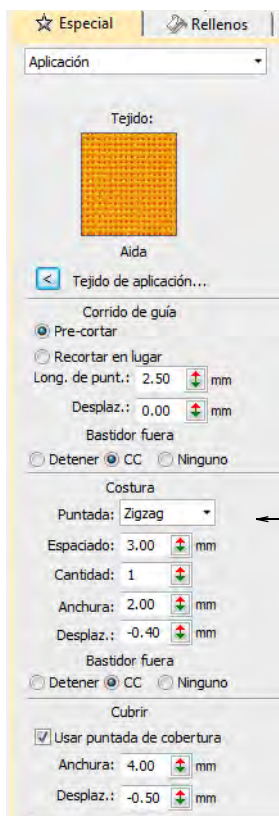 Especial Rellenos
Aplicación
Tejido:
Aida
< Tejido de aplicación...
Corrido de guía
Pre-cortar
Recortar en lugar
Long. de punt.: 2.50 mm
Desplaz.: 0.00 mm
Bastidor fuera
Detener CC Ninguno
Costura
Puntada: Zigzag
Espaciado: 3.00 mm
Cantidad: 1
Anchura: 2.00 mm
Desplaz.: -0.40 mm
Bastidor fuera
Detener CC Ninguno
Cubrir
Usar puntada de cobertura
Anchura: 4.00 mm
Desplaz.: -0.50 mm